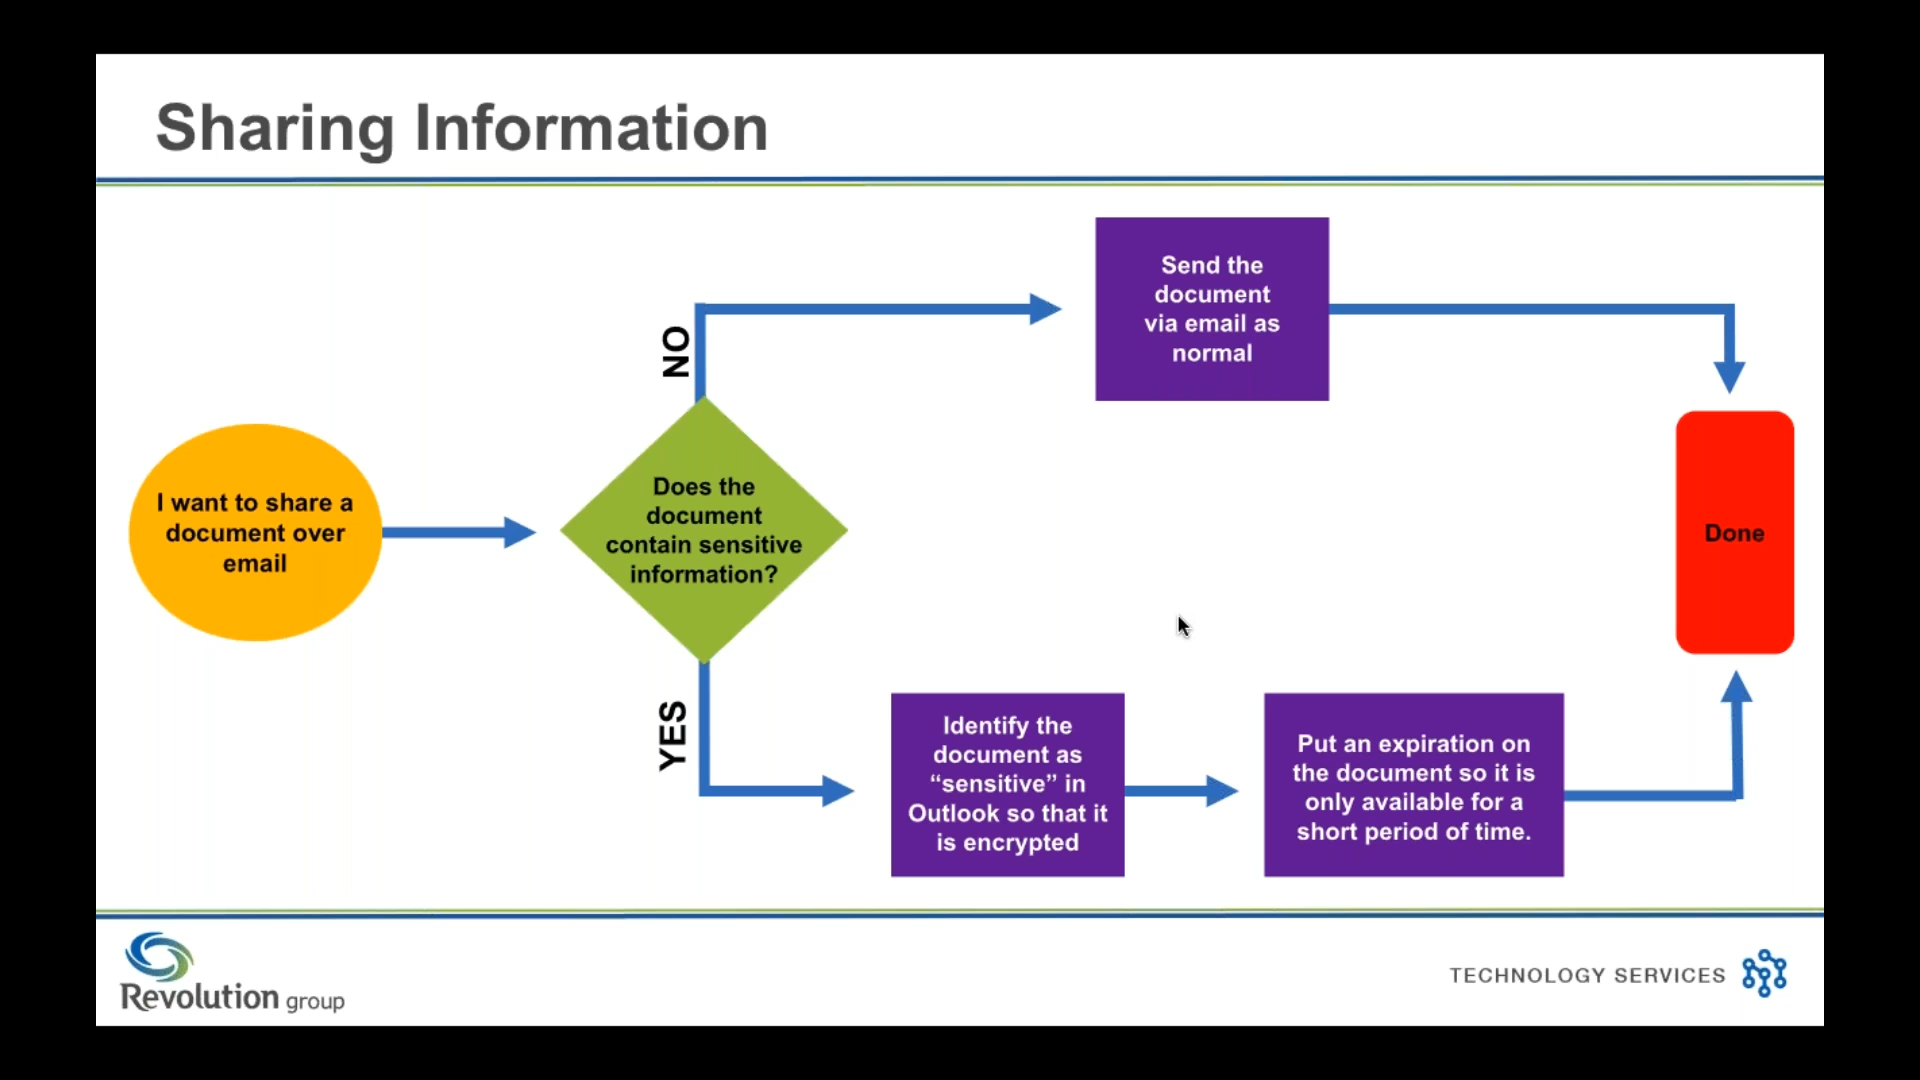 Sharing Information
Send the
document
via email as
normal
NO
I want to share a
document over
email
Does the
document
contain sensitive
information?
Done
YES
Identify the
document as
“sensitive” in
Outlook so that it
is encrypted
Put an expiration on
the document so it is
only available for a
short period of time.
Revolution group
TECHNOLOGY SERVICES